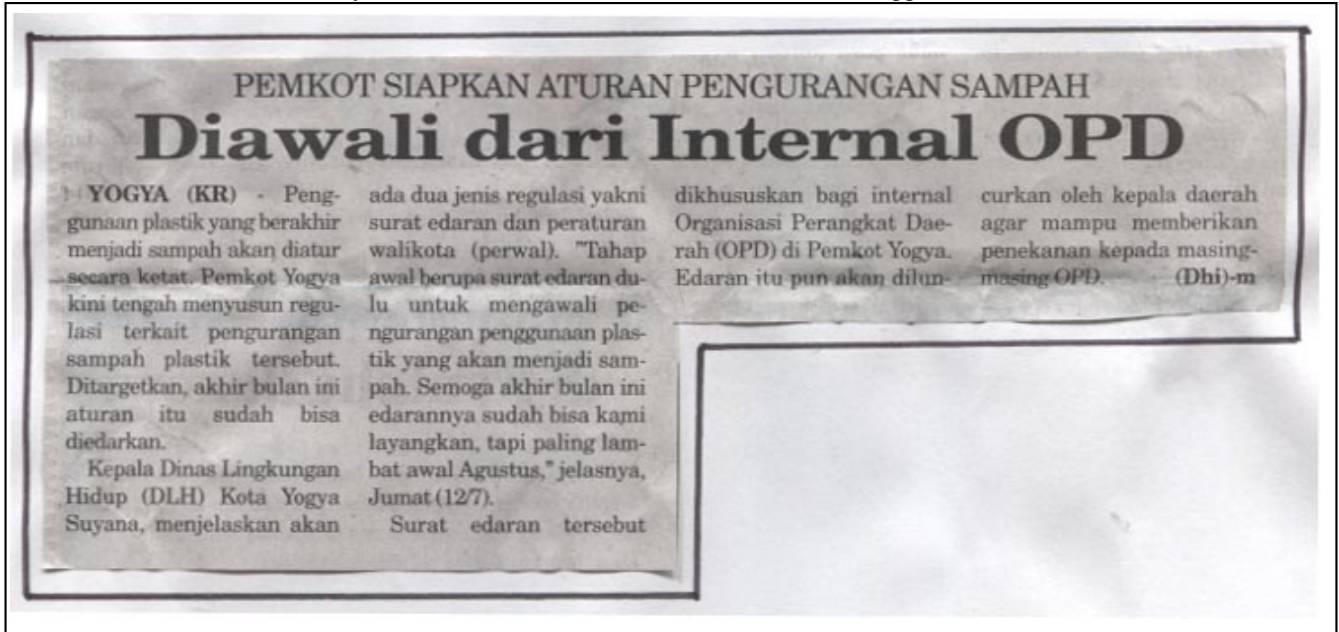 PEMKOT SIAPKAN ATURAN PENGURANGAN SAMPAH
Diawali dari Internal OPD
YOGYA (KR) - Peng-
gunaan plastik yang berakhir
menjadi sampah akan diatur
secara ketat. Pemkot Yogya
kini tengah menyusun regu-
lasi terkait pengurangan
sampah plastik tersebut.
Ditargetkan, akhir bulan ini
aturan itu sudah bisa
diedarkan.
Kepala Dinas Lingkungan
Hidup (DLH) Kota Yogya
Suyana, menjelaskan akan
ada dua jenis regulasi yakni
surat edaran dan peraturan
walikota (perwal). "Tahap
awal berupa surat edaran du-
lu untuk mengawali pe-
ngurangan penggunaan plas-
tik yang akan menjadi sam-
pah. Semoga akhir bulan ini
edarannya sudah bisa kami
layangkan, tapi paling lam-
bat awal Agustus," jelasnya,
Jumat (12/7).
Surat edaran tersebut
dikhususkan bagi internal
Organisasi Perangkat Dae-
rah (OPD) di Pemkot Yogya.
Edaran itu pun akan dilun-
curkan oleh kepala daerah
agar mampu memberikan
penekanan kepada masing-
masing OPD. (Dhi)-m